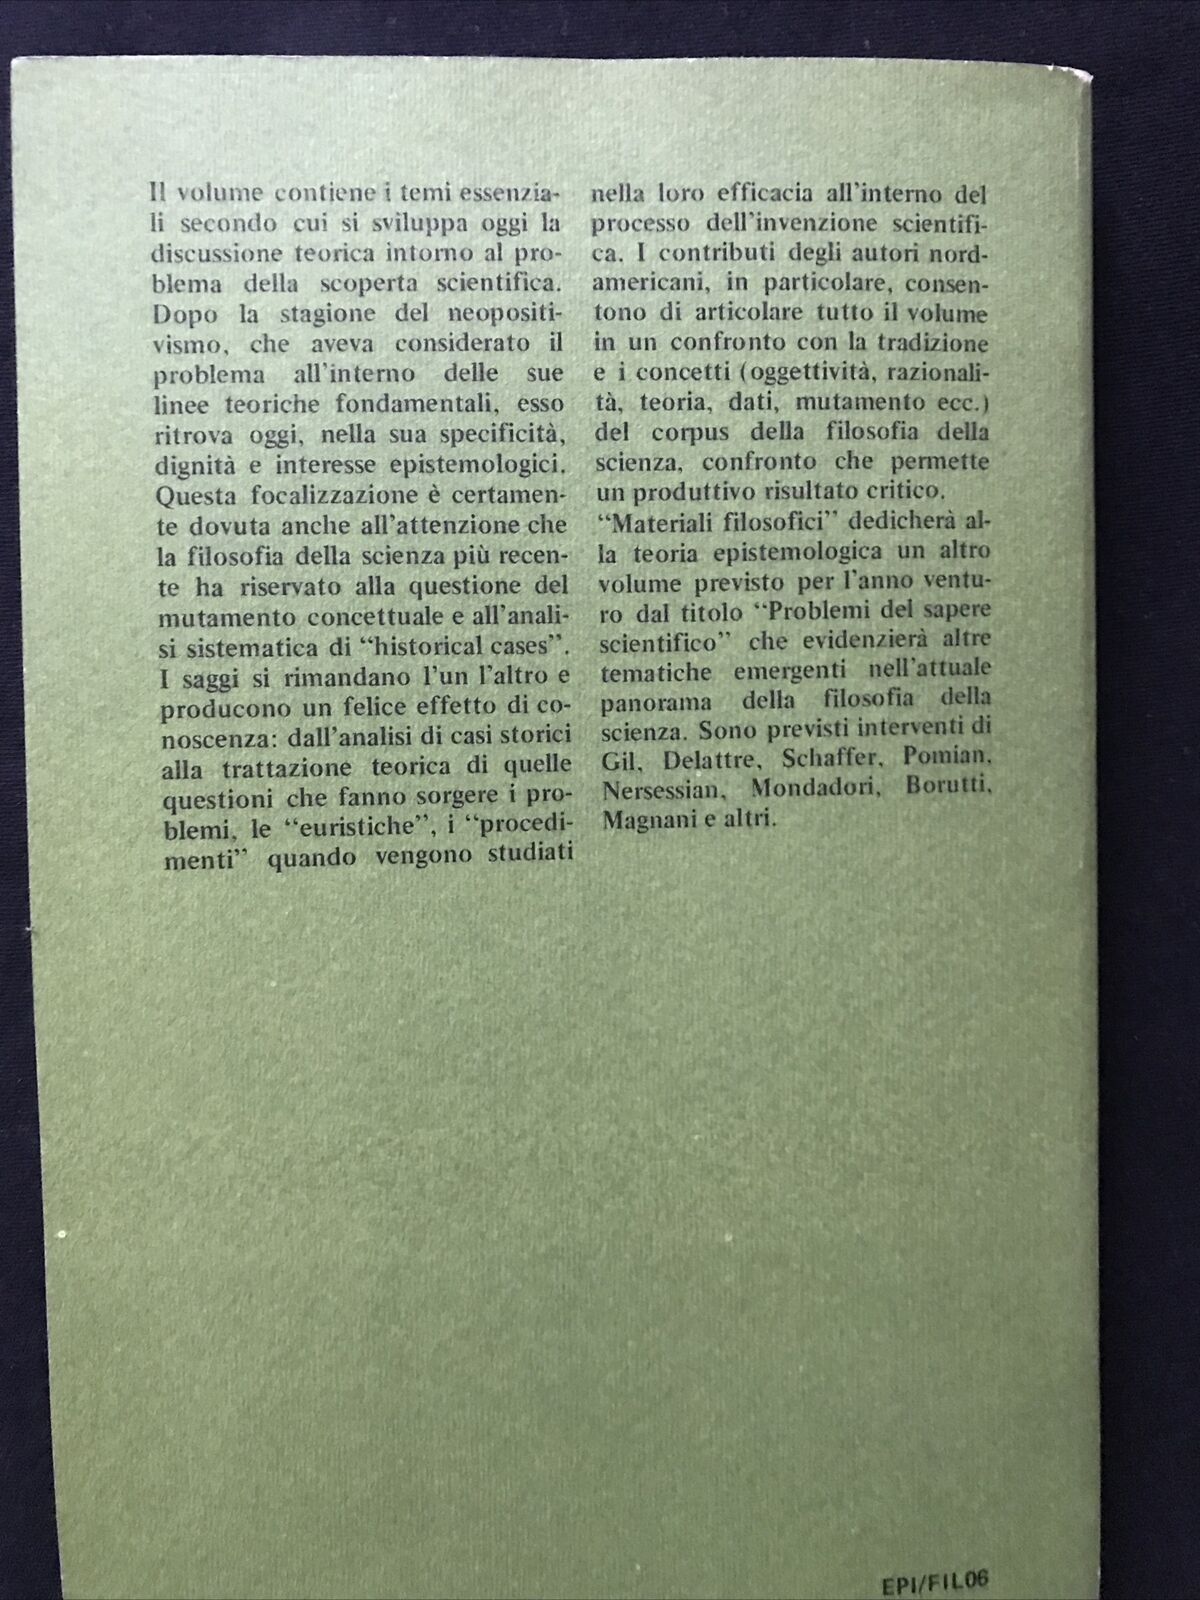 Il volume contiene i temi essenzia-
li secondo cui si sviluppa oggi la
discussione teorica intorno al pro-
blema della scoperta scientifica.
Dopo la stagione del neopositi-
vismo, che aveva considerato il
problema all'interno delle sue
linee teoriche fondamentali, esso
ritrova oggi, nella sua specificità,
dignità e interesse epistemologici.
Questa focalizzazione è certamen-
te dovuta anche all'attenzione che
la filosofia della scienza più recen-
te ha riservato alla questione del
mutamento concettuale e all'anali-
si sistematica di “historical cases”.
I saggi si rimandano l'un l'altro e
producono un felice effetto di co-
noscenza: dall'analisi di casi storici
alla trattazione teorica di quelle
questioni che fanno sorgere i pro-
blemi, le “euristiche”, i “procedi-
menti” quando vengono studiati
nella loro efficacia all'interno del
processo dell'invenzione scientifi-
ca. I contributi degli autori nord-
americani, in particolare, consen-
tono di articolare tutto il volume
in un confronto con la tradizione
e i concetti (oggettività, razionali-
tà, teoria, dati, mutamento ecc.)
del corpus della filosofia della
scienza, confronto che permette
un produttivo risultato critico.
“Materiali filosofici” dedicherà al-
la teoria epistemologica un altro
volume previsto per l'anno ventu-
ro dal titolo “Problemi del sapere
scientifico” che evidenzierà altre
tematiche emergenti nell'attuale
panorama della filosofia della
scienza. Sono previsti interventi di
Gil, Delattre, Schaffer, Pomian,
Nersessian, Mondadori, Borutti,
Magnani e altri.
EPI/FIL06